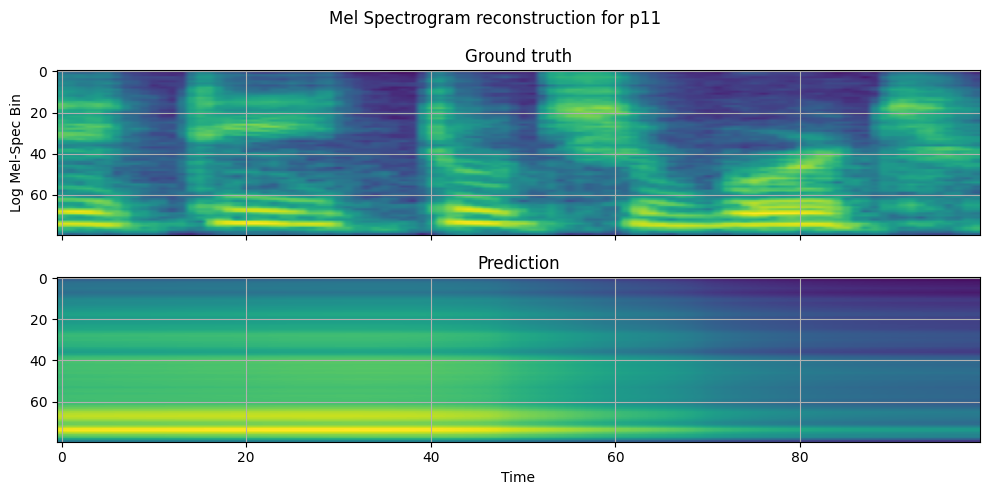 Mel Spectrogram reconstruction for p11
Ground truth
Log Mel-Spec Bin
0
20
40
60
Prediction
0
20
40
60
0 20 40 60 80
Time